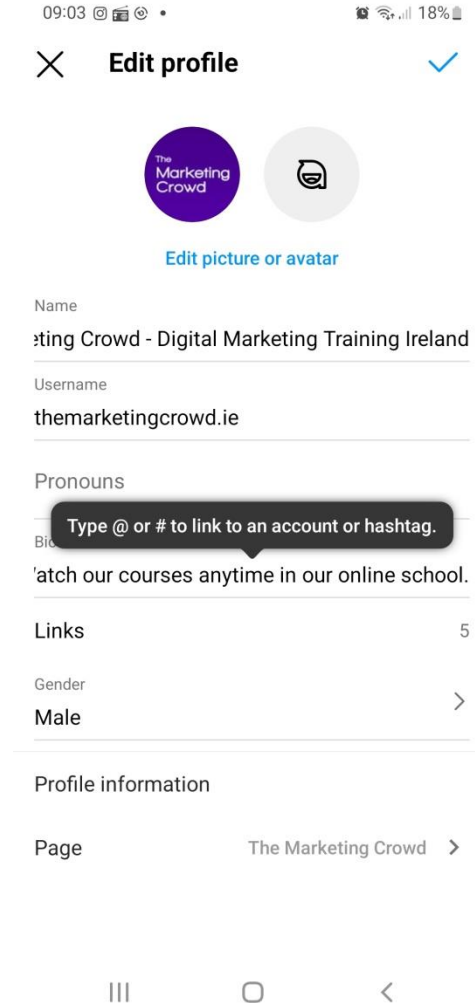 09:03
18%
Edit profile
The
Marketing
Crowd
Edit picture or avatar
Name
eting Crowd - Digital Marketing Training Ireland
Username
themarketingcrowd.ie
Pronouns
Type @ or # to link to an account or hashtag.
Bio
atch our courses anytime in our online school.
Links 5
Gender
Male
Profile information
Page The Marketing Crowd